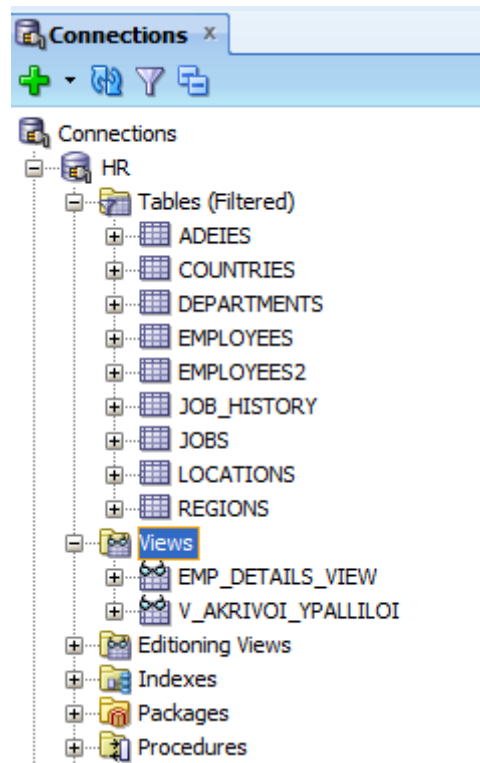 Connections x
Connections
HR
Tables (Filtered)
ADEIES
COUNTRIES
DEPARTMENTS
EMPLOYEES
EMPLOYEES2
JOB_HISTORY
JOBS
LOCATIONS
REGIONS
Views
EMP_DETAILS_VIEW
V_AKRIVOI_YPALLILOI
Editioning Views
Indexes
Packages
Procedures